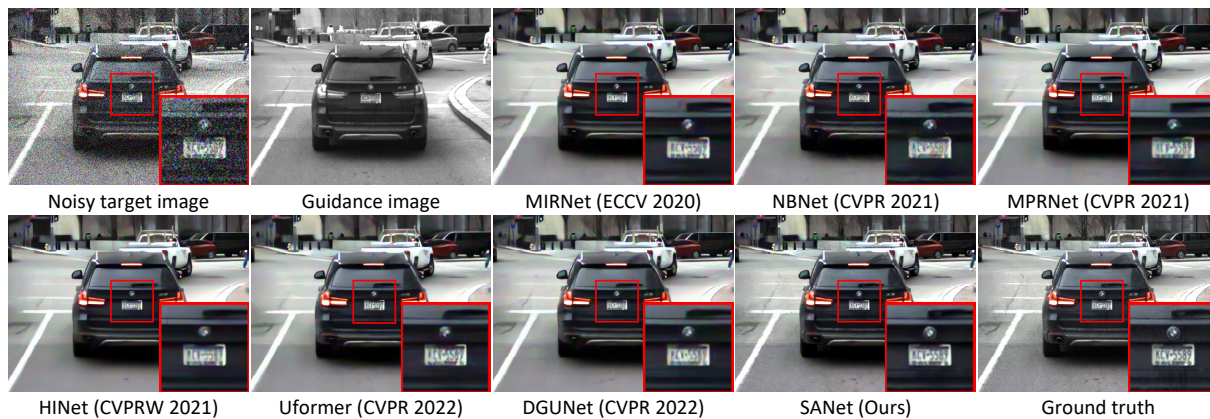 Noisy target image
Guidance image
MIRNet (ECCV 2020)
NBNet (CVPR 2021)
MPRNet (CVPR 2021)
HINet (CVPRW 2021)
Uformer (CVPR 2022)
DGUNet (CVPR 2022)
SANet (Ours)
Ground truth